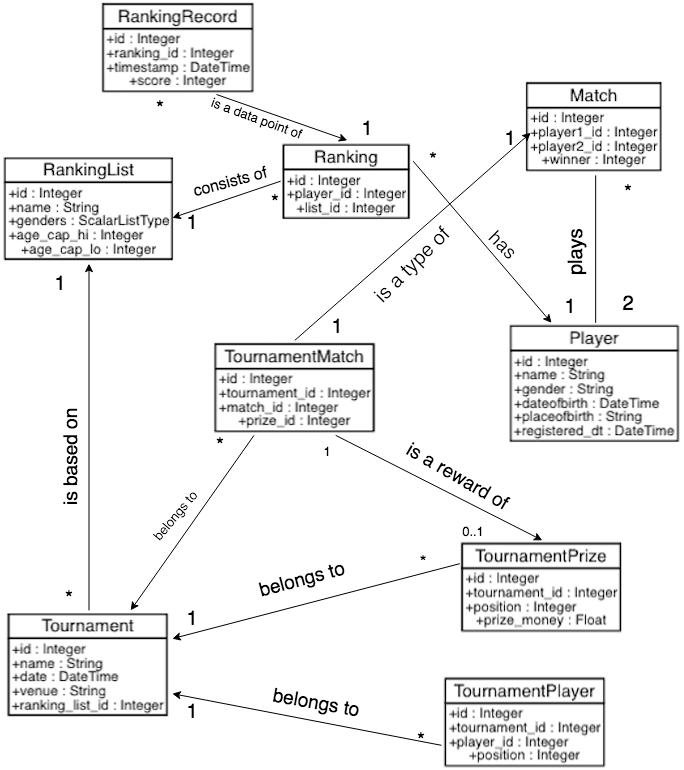 RankingRecord
+id : Integer
+ranking_id : Integer
+timestamp : DateTime
+score : Integer
*
is a data point of
1
Match
+id : Integer
+player1_id : Integer
+player2_id : Integer
+winner : Integer
1
*
Ranking
+id : Integer
+player_id : Integer
+list_id : Integer
*
*
consists of
1
RankingList
+id : Integer
+name : String
+genders : ScalarListType
+age_cap_hi : Integer
+age_cap_lo : Integer
1
is a type of
has
plays
1
1
2
Player
+id : Integer
+name : String
+gender : String
+dateofbirth : DateTime
+placeofbirth : String
+registered_dt : DateTime
TournamentMatch
+id : Integer
+tournament_id : Integer
+match_id : Integer
+prize_id : Integer
*
1
is based on
belongs to
is a reward of
0..1
*
TournamentPrize
+id : Integer
+tournament_id : Integer
+position : Integer
+prize_money : Float
belongs to
1
*
Tournament
+id : Integer
+name : String
+date : DateTime
+venue : String
+ranking_list_id : Integer
1
belongs to
*
TournamentPlayer
+id : Integer
+tournament_id : Integer
+player_id : Integer
+position : Integer